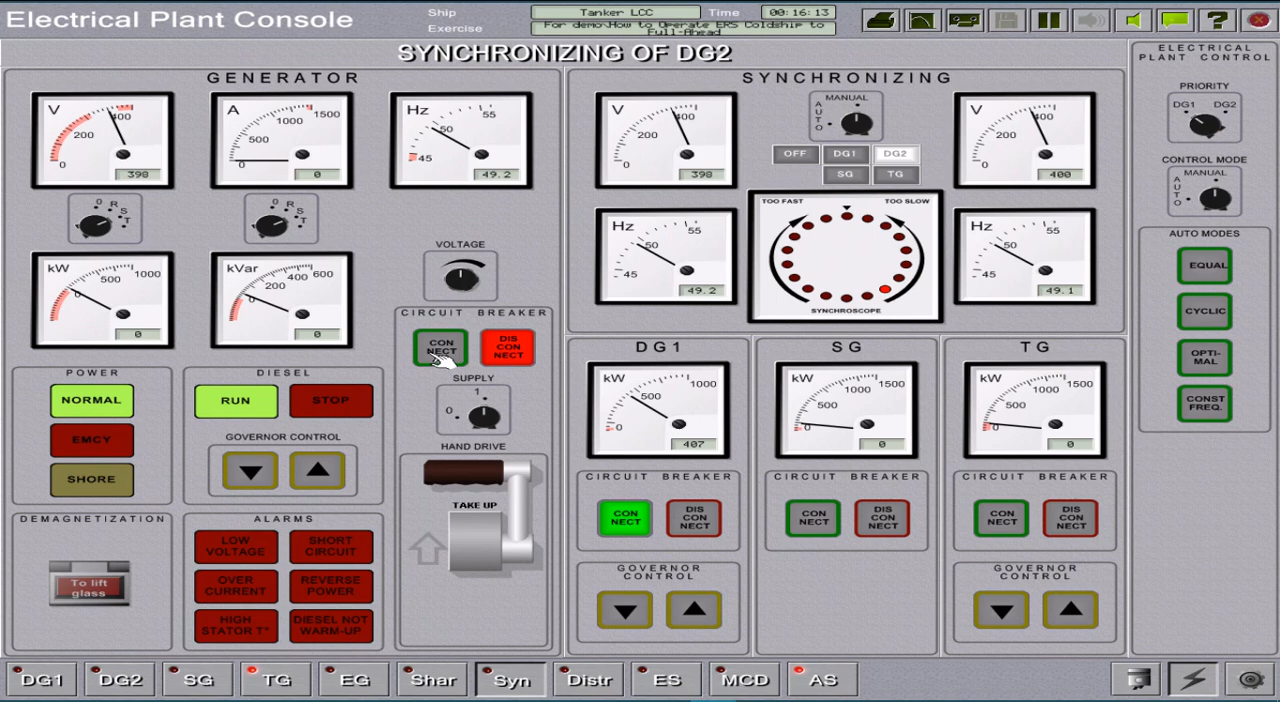 Electrical Plant Console
Ship
Tanker LCC
Time
00:16:13
Exercise
For demo\How to Operate ERS Coldship to
Full-Ahead
SYNCHRONIZING OF DG2
GENERATOR
V
0
200
400
398
A
0
500
1000
1500
0
Hz
45
50
55
49.2
0
R
S
T
0
R
S
T
kW
0
500
1000
0
kVar
0
200
400
600
0
VOLTAGE
CIRCUIT BREAKER
CON
NECT
DIS
CON
NECT
SUPPLY
0
1
HAND DRIVE
TAKE UP
POWER
NORMAL
EMCY
SHORE
DIESEL
RUN
STOP
GOVERNOR CONTROL
DEMAGNETIZATION
To lift
glass
ALARMS
LOW
VOLTAGE
SHORT
CIRCUIT
OVER
CURRENT
REVERSE
POWER
HIGH
STATOR T°
DIESEL NOT
WARM-UP
SYNCHRONIZING
V
0
200
400
398
MANUAL
AUTO
OFF
DG1
DG2
SG
TG
V
0
200
400
400
Hz
45
50
55
49.2
TOO FAST
TOO SLOW
SYNCHROSCOPE
Hz
45
50
55
49.1
DG1
kW
0
500
1000
407
CIRCUIT BREAKER
CON
NECT
DIS
CON
NECT
GOVERNOR
CONTROL
SG
kW
0
500
1500
0
CIRCUIT BREAKER
CON
NECT
DIS
CON
NECT
TG
kW
0
500
1500
0
CIRCUIT BREAKER
CON
NECT
DIS
CON
NECT
GOVERNOR
CONTROL
ELECTRICAL
PLANT CONTROL
PRIORITY
DG1 DG2
CONTROL MODE
MANUAL
AUTO
AUTO MODES
EQUAL
CYCLIC
OPTI-
MAL
CONST
FREQ.
DG1
DG2
SG
TG
EG
Shar
Syn
Distr
ES
MCD
AS